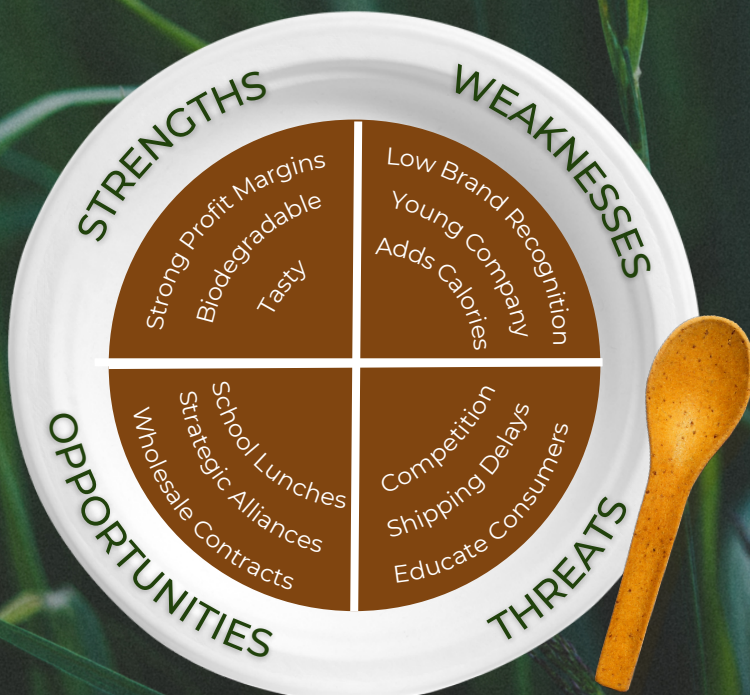 STRENGTHS
Strong Profit Margins
Biodegradable
Tasty
WEAKNESSES
Low Brand Recognition
Young Company
Adds Calories
OPPORTUNITIES
School Lunches
Strategic Alliances
Wholesale Contracts
THREATS
Competition
Shipping Delays
Educate Consumers